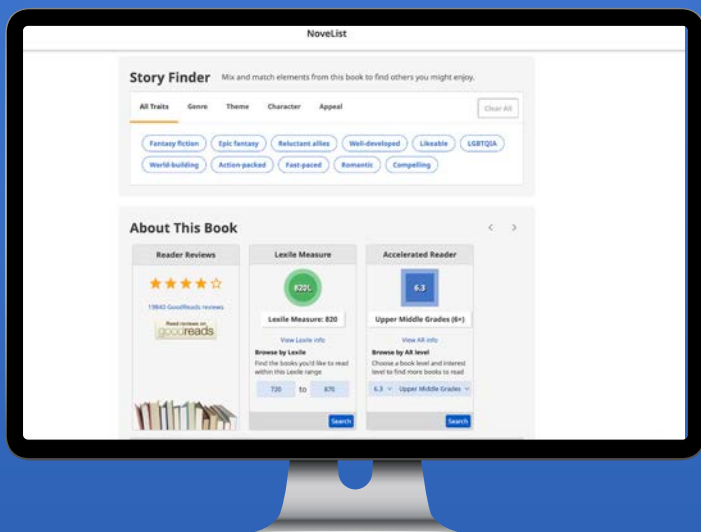 NoveList
Story Finder Mix and match elements from this book to find others you might enjoy.
All Traits Genre Theme Character Appeal Clear All
Fantasy fiction Epic fantasy Reluctant allies Well-developed Likeable LGBTQIA
World-building Action-packed Fast-paced Romantic Compelling
About This Book < >
Reader Reviews
19840 GoodReads reviews
Read reviews on
goodreads
Lexile Measure
820L
Lexile Measure: 820
View Lexile info
Browse by Lexile
Find the books you'd like to read
within this Lexile range
720 to 870
Search
Accelerated Reader
6.3
Upper Middle Grades (6+)
View AR info
Browse by AR level
Choose a book level and interest
level to find more books to read
6.3 Upper Middle Grades
Search